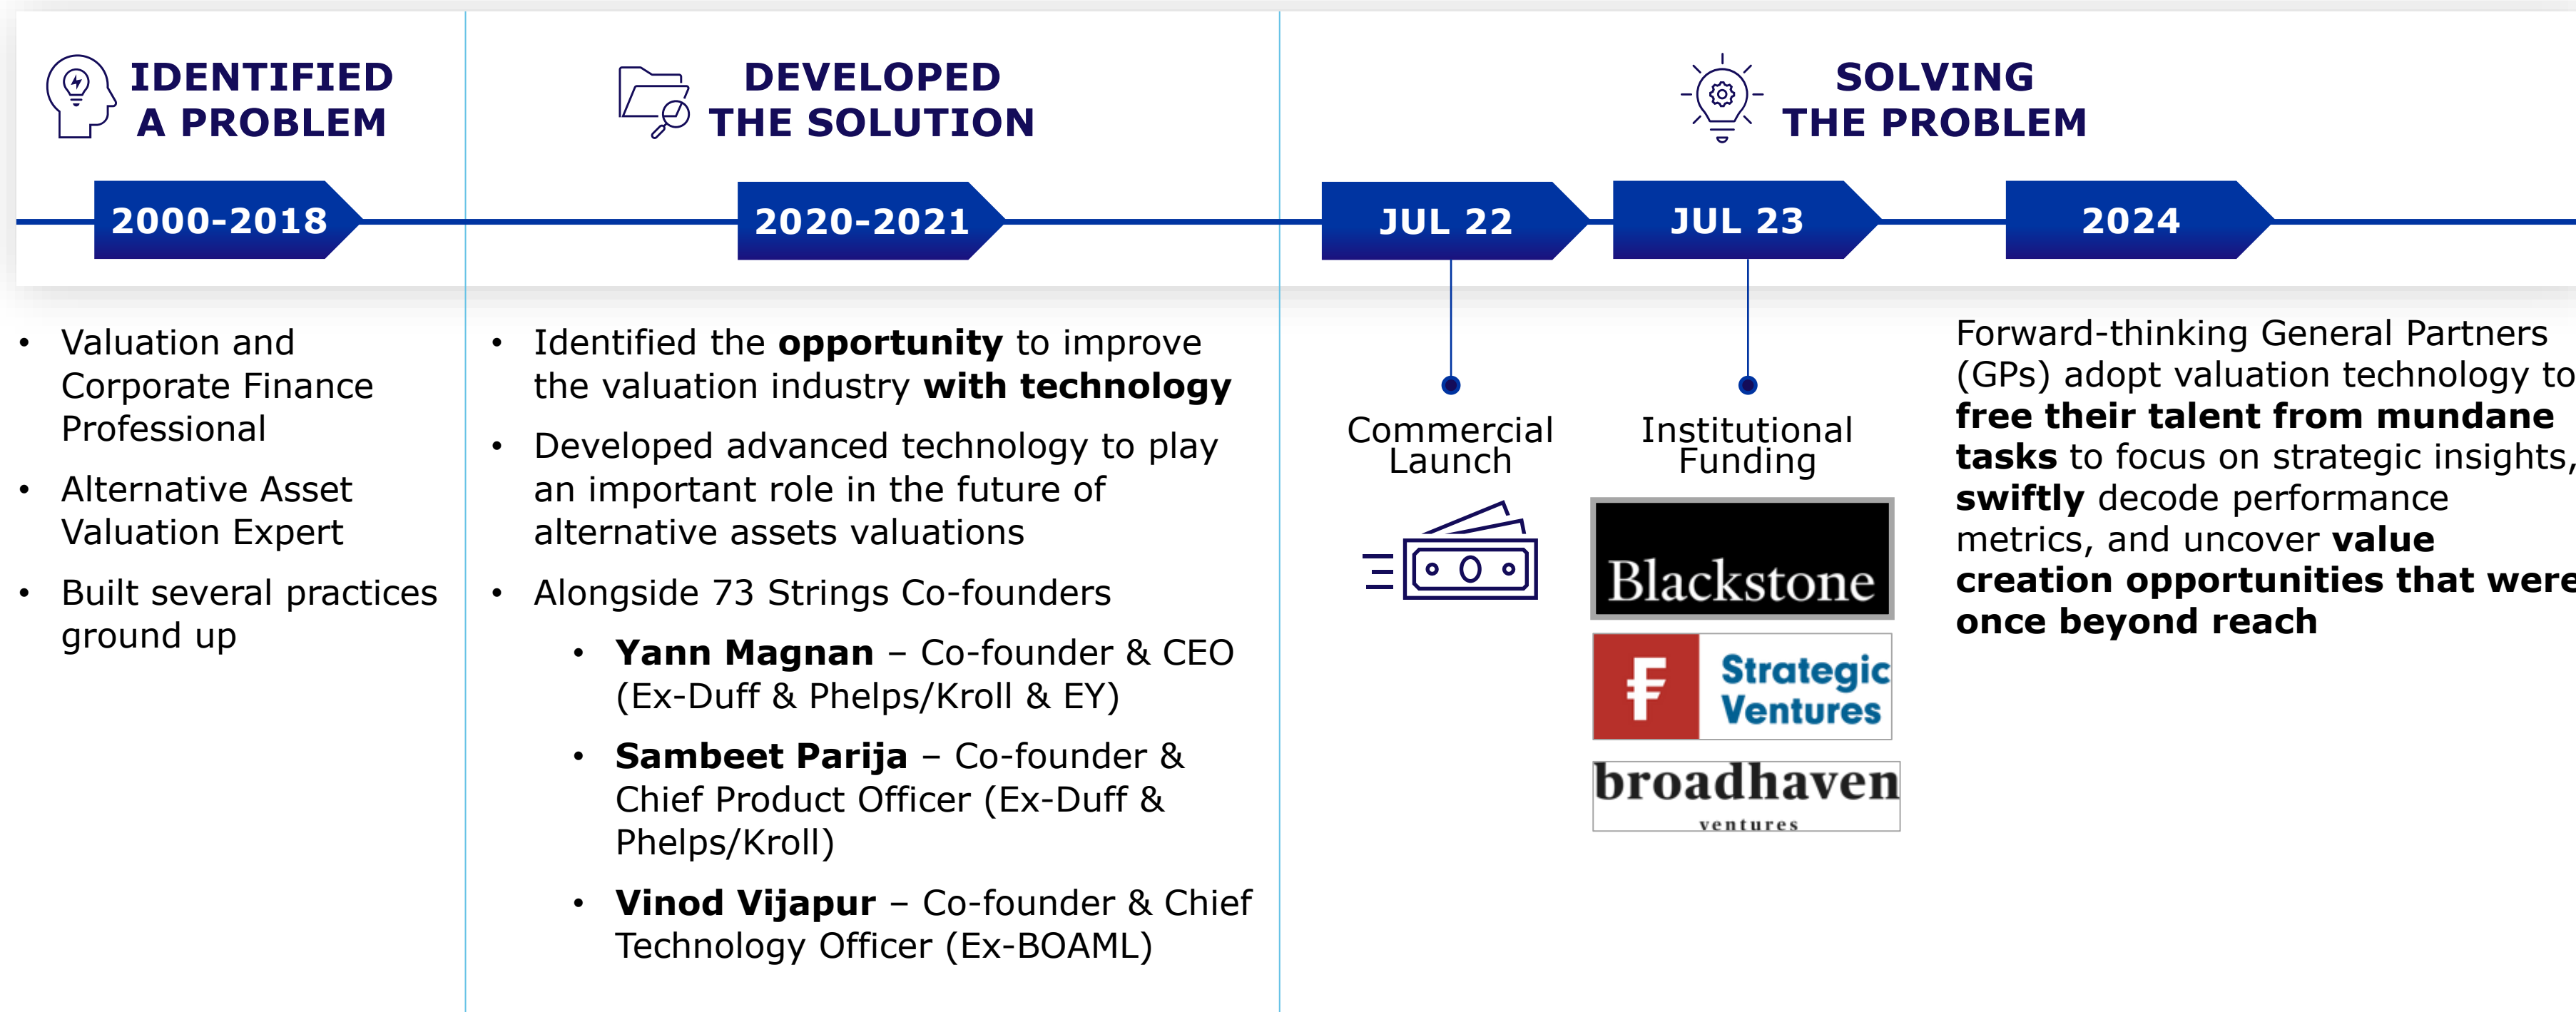 IDENTIFIED
A PROBLEM
DEVELOPED
THE SOLUTION
SOLVING
THE PROBLEM
2000-2018
2020-2021
JUL 22
JUL 23
2024
• Valuation and
Corporate Finance
Professional
• Alternative Asset
Valuation Expert
• Built several practices
ground up
• Identified the opportunity to improve
the valuation industry with technology
• Developed advanced technology to play
an important role in the future of
alternative assets valuations
• Alongside 73 Strings Co-founders
• Yann Magnan – Co-founder & CEO
(Ex-Duff & Phelps/Kroll & EY)
• Sambeet Parija – Co-founder &
Chief Product Officer (Ex-Duff &
Phelps/Kroll)
• Vinod Vijapur – Co-founder & Chief
Technology Officer (Ex-BOAML)
Commercial
Launch
Institutional
Funding
Blackstone
Strategic
Ventures
broadhaven
ventures
Forward-thinking General Partners
(GPs) adopt valuation technology to
free their talent from mundane
tasks to focus on strategic insights,
swiftly decode performance
metrics, and uncover value
creation opportunities that were
once beyond reach